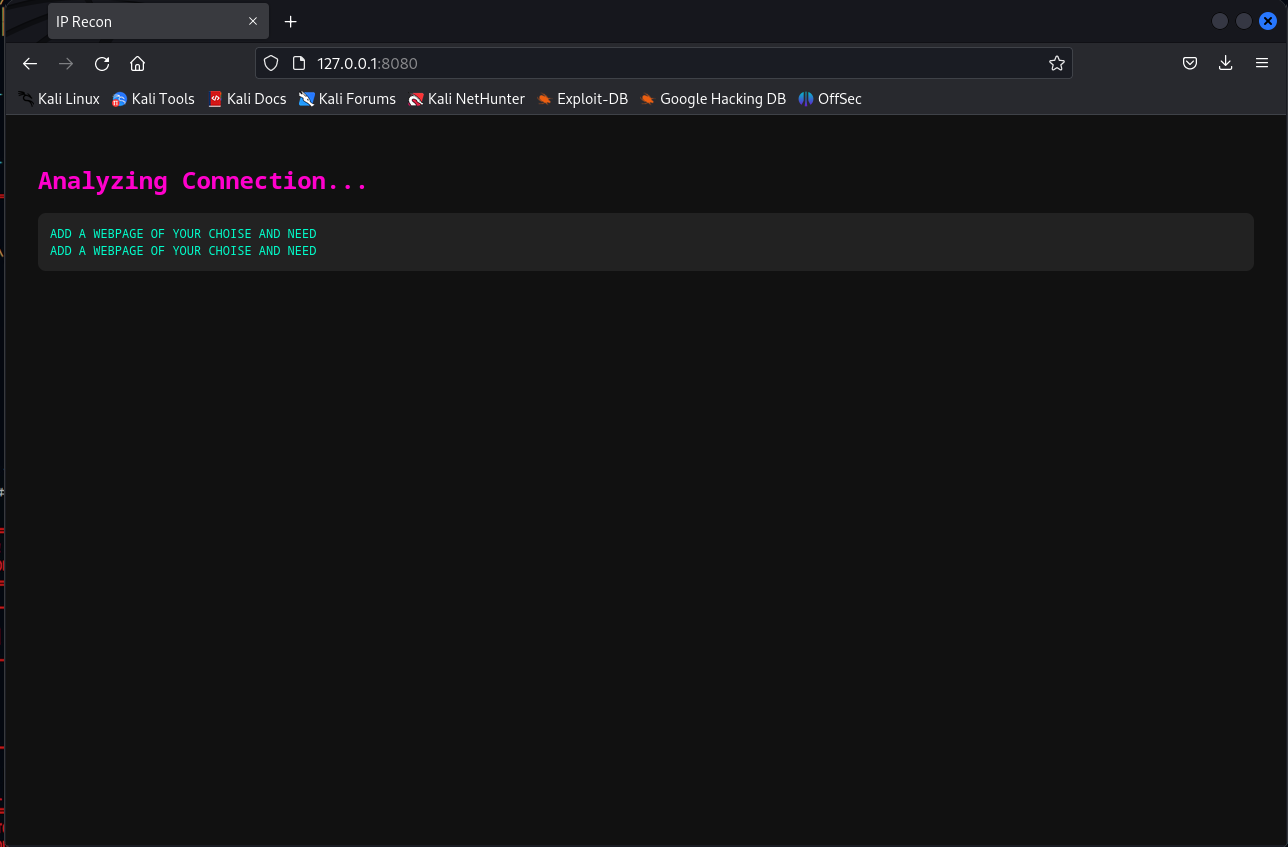 IP Recon
127.0.0.1:8080
Kali Linux Kali Tools Kali Docs Kali Forums Kali NetHunter Exploit-DB Google Hacking DB OffSec
Analyzing Connection...
ADD A WEBPAGE OF YOUR CHOISE AND NEED
ADD A WEBPAGE OF YOUR CHOISE AND NEED